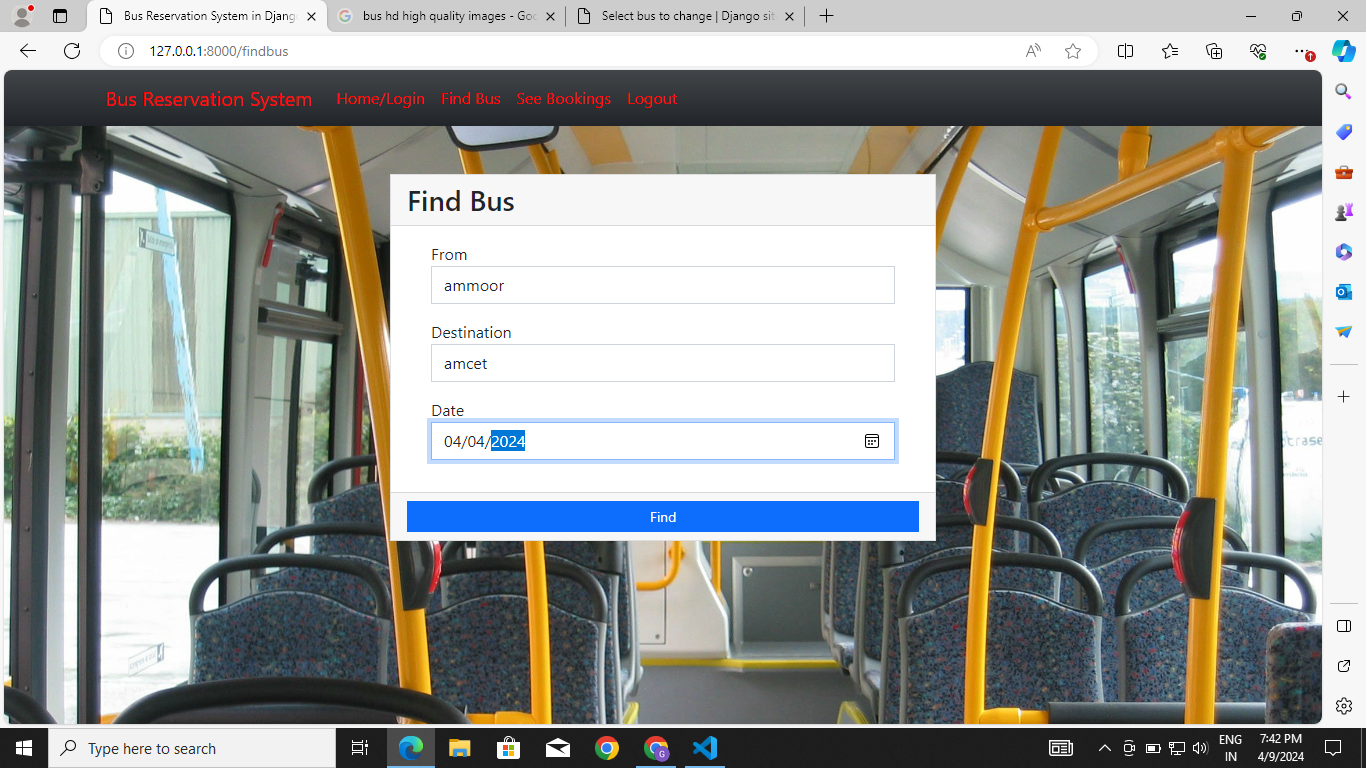 Bus Reservation System in Djang
bus hd high quality images - Goo
Select bus to change | Django sit
127.0.0.1:8000/findbus
Bus Reservation System
Home/Login
Find Bus
See Bookings
Logout
Find Bus
From
ammoor
Destination
amcet
Date
04/04/2024
Find
Type here to search
ENG
IN
7:42 PM
4/9/2024